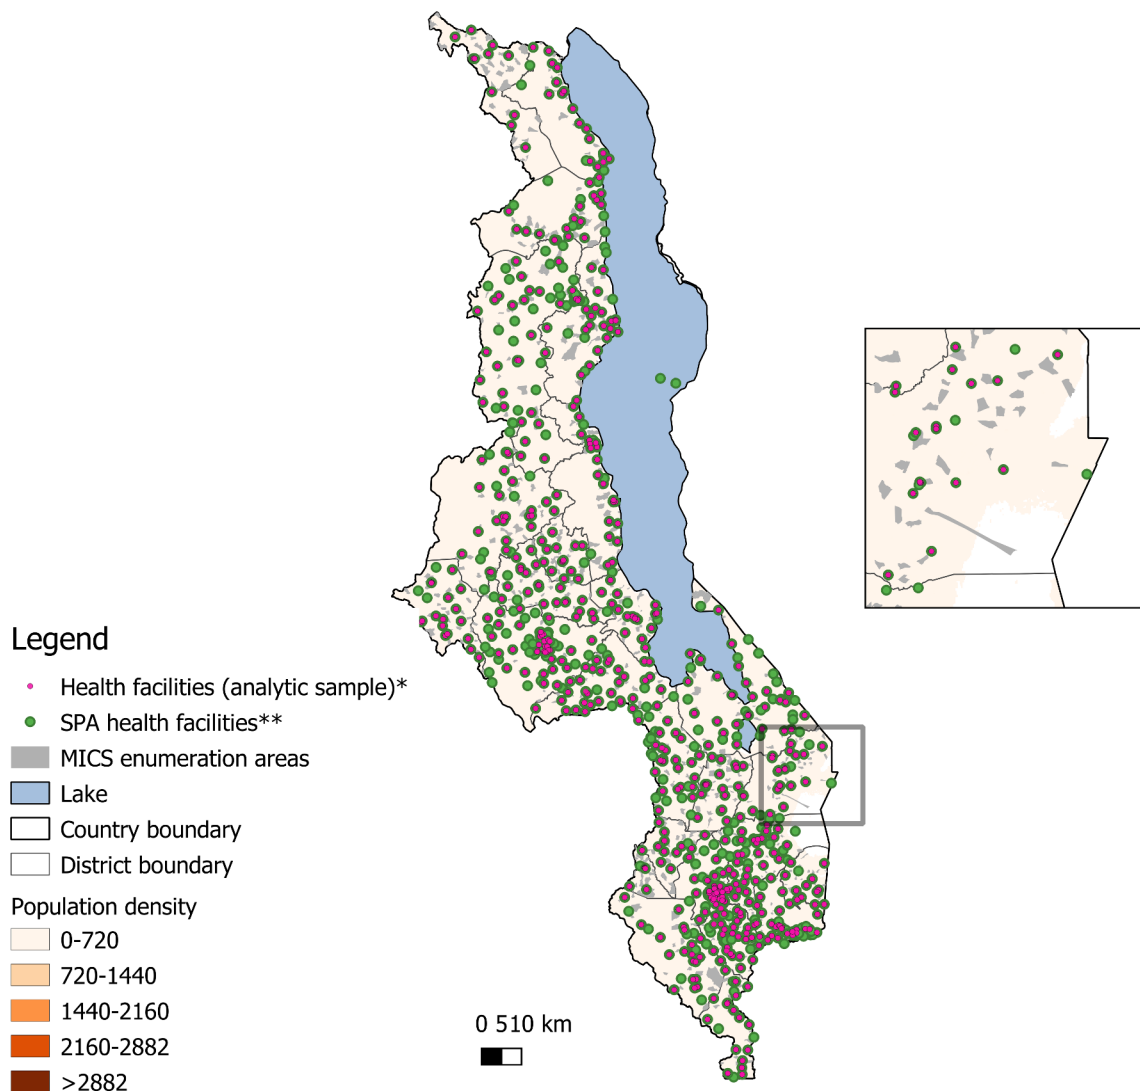 Legend
Health facilities (analytic sample)*
SPA health facilities**
MICS enumeration areas
Lake
Country boundary
District boundary
Population density
0-720
720-1440
1440-2160
2160-2882
>2882
0 510 km